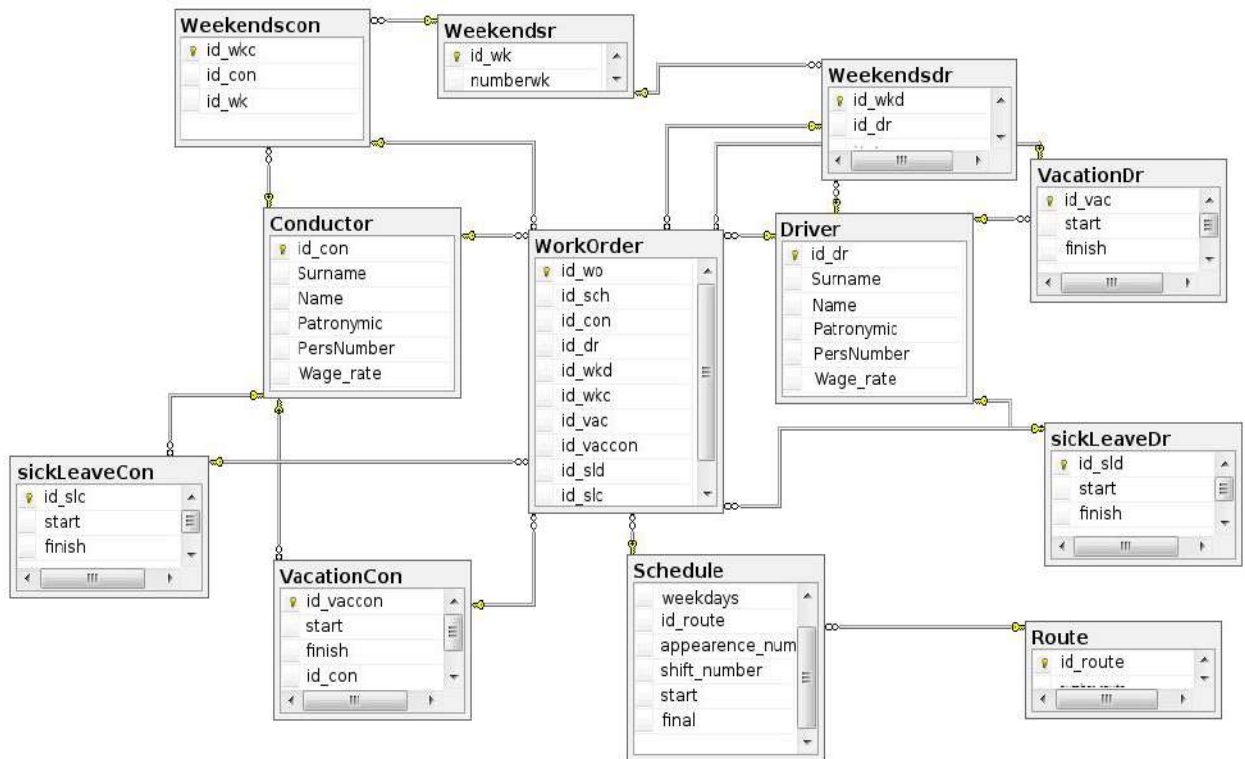 Weekendscon
id_wkc
id_con
id_wk
Weekendsr
id_wk
numberwk
Weekendsdr
id_wkd
id_dr
VacationDr
id_vac
start
finish
Conductor
id_con
Surname
Name
Patronymic
PersNumber
Wage_rate
WorkOrder
id_wo
id_sch
id_con
id_dr
id_wkd
id_wkc
id_vac
id_vaccon
id_sld
id_slc
Driver
id_dr
Surname
Name
Patronymic
PersNumber
Wage_rate
sickLeaveCon
id_slc
start
finish
sickLeaveDr
id_sld
start
finish
VacationCon
id_vaccon
start
finish
id_con
Schedule
weekdays
id_route
appearence_num
shift_number
start
final
Route
id_route